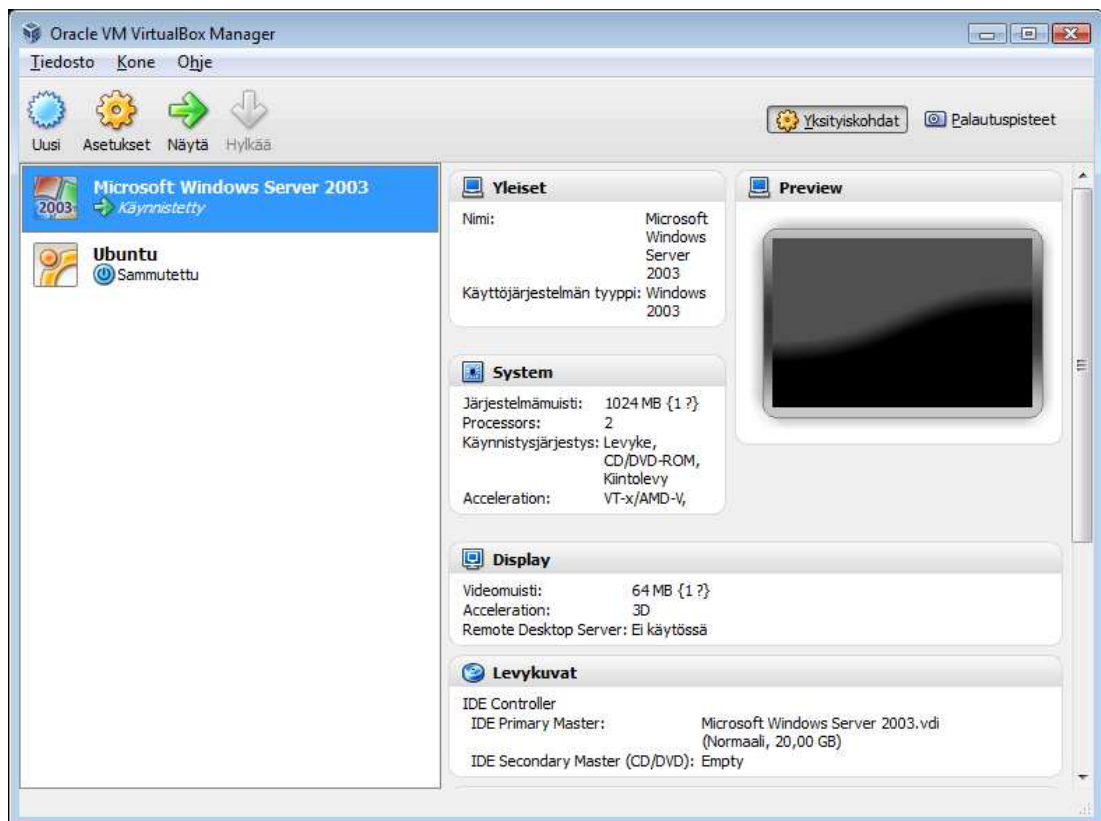 Oracle VM VirtualBox Manager
Tiedosto Kone Ohje
Uusi Asetukset Näytä Hylkää
Yksityiskohdat Palautuspisteet
2003
Microsoft Windows Server 2003
Käynnistetty
Ubuntu
Sammutettu
Yleiset
Nimi: Microsoft
Windows
Server
2003
Käyttöjärjestelmän tyyppi: Windows
2003
Preview
System
Järjestelmämuisti: 1024 MB {1 ?}
Processors: 2
Käynnistysjärjestys: Levyke,
CD/DVD-ROM,
Kiintolevy
Acceleration: VT-x/AMD-V,
Display
Videomuisti: 64 MB {1 ?}
Acceleration: 3D
Remote Desktop Server: Ei käytössä
Levykuvat
IDE Controller
IDE Primary Master: Microsoft Windows Server 2003.vdi
(Normaali, 20,00 GB)
IDE Secondary Master (CD/DVD): Empty